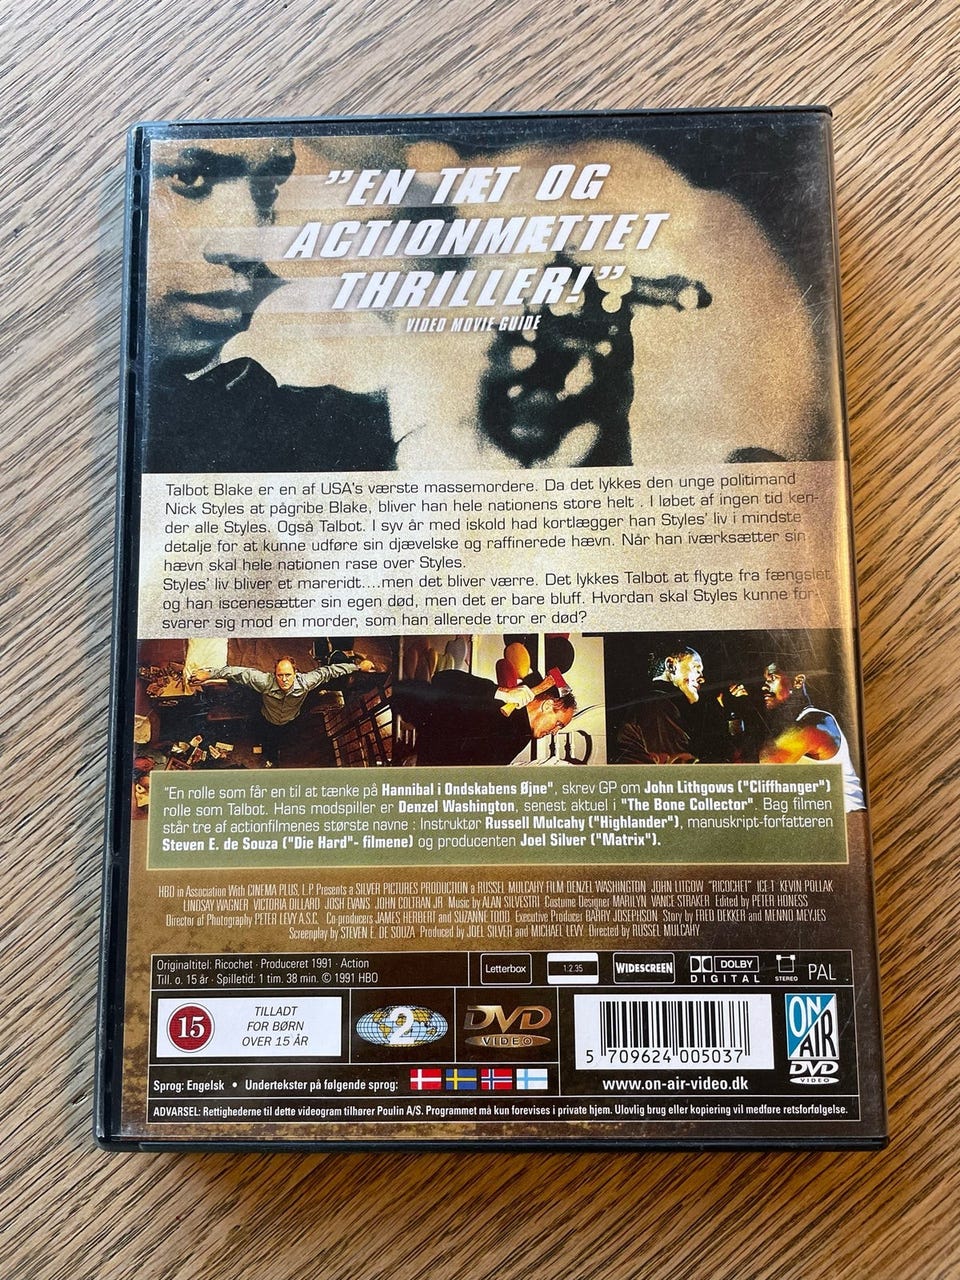 "EN TÆT OG
ACTIONMÆTTET
THRILLER!"
VIDEO MOVIE GUIDE
Talbot Blake er en af USA's værste massemordere. Da det lykkes den unge politimand
Nick Styles at pågribe Blake, bliver han hele nationens store helt . I løbet af ingen tid ken-
der alle Styles. Også Talbot. I syv år med iskold had kortlægger han Styles' liv i mindste
detalje for at kunne udføre sin djævelske og raffinerede hævn. Når han iværksætter sin
hævn skal hele nationen rase over Styles.
Styles' liv bliver et mareridt....men det bliver værre. Det lykkes Talbot at flygte fra fængslet
og han iscenesætter sin egen død, men det er bare bluff. Hvordan skal Styles kunne for-
svarer sig mod en morder, som han allerede tror er død?
"En rolle som får en til at tænke på Hannibal i Ondskabens Øjne", skrev GP om John Lithgows ("Cliffhanger")
rolle som Talbot. Hans modspiller er Denzel Washington, senest aktuel i "The Bone Collector". Bag filmen
står tre af actionfilmenes største navne : Instruktør Russell Mulcahy ("Highlander"), manuskript-forfatteren
Steven E. de Souza ("Die Hard"- filmene) og producenten Joel Silver ("Matrix").
HBO in Association With CINEMA PLUS, L.P. Presents a SILVER PICTURES PRODUCTION a RUSSEL MULCAHY FILM DENZEL WASHINGTON JOHN LITGOW "RICOCHET" ICE-T KEVIN POLLAK
LINDSAY WAGNER VICTORIA DILLARD JOSH EVANS JOHN COLTRAN JR Music by ALAN SILVESTRI Costume Designer MARILYN VANCE STRAKER Edited by PETER HONESS
Director of Photography PETER LEVY A.S.C. Co-producers JAMES HERBERT and SUZANNE TODD Executive Producer BARRY JOSEPHSON Story by FRED DEKKER and MENNO MEYJES
Screenplay by STEVEN E. DE SOUZA Produced by JOEL SILVER and MICHAEL LEVY Directed by RUSSEL MULCAHY
Originaltitel: Ricochet · Produceret 1991 · Action
Till. o. 15 år · Spilletid: 1 tim. 38 min. © 1991 HBO
Letterbox
1:2.35
WIDESCREEN
DOLBY
DIGITAL
STEREO
PAL
15
TILLADT
FOR BØRN
OVER 15 ÅR
2
DVD
VIDEO
5 709624 005037
www.on-air-video.dk
ON
AIR
DVD
VIDEO
Sprog: Engelsk • Undertekster på følgende sprog:
ADVARSEL: Rettighederne til dette videogram tilhører Poulin A/S. Programmet må kun forevises i private hjem. Ulovlig brug eller kopiering vil medføre retsforfølgelse.